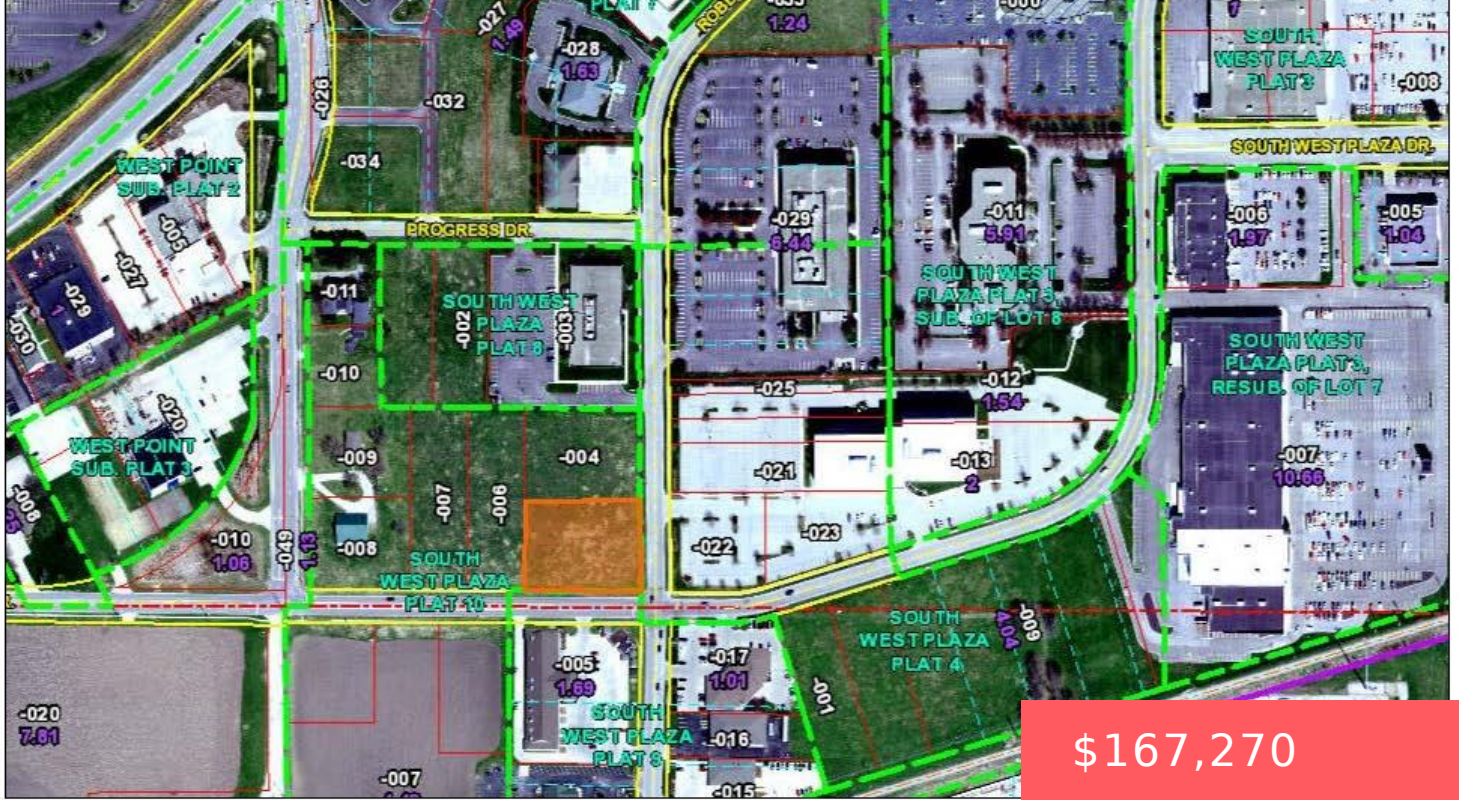 PLAT 7
-027
1.49
-028
1.63
ROBE
1.24
7
SOUTH
WEST PLAZA
PLAT 3
-008
-026
-032
-034
SOUTH WEST PLAZA DR.
WEST POINT
SUB. PLAT 2
-005
-027
-029
1
-030
PROGRESS DR.
-029
6.44
-011
5.91
-006
1.97
-005
1.04
-011
-010
-002
SOUTH WEST
PLAZA
PLAT 8
-003
SOUTH WEST
PLAZA PLAT 3,
SUB. OF LOT 8
SOUTH WEST
PLAZA PLAT 3,
RESUB. OF LOT 7
-025
-012
1.54
-020
WEST POINT
SUB. PLAT 3
-008
-009
-007
-006
-004
-021
-013
2
-007
10.66
-010
1.06
-049
1.13
-008
SOUTH
WEST PLAZA
PLAT 10
-022
-023
SOUTH
WEST PLAZA
PLAT 4
-009
4.04
-005
1.69
-017
1.01
-001
-020
7.81
SOUTH
WEST PLAZA
PLAT 9
-016
-007
-015
$167,270